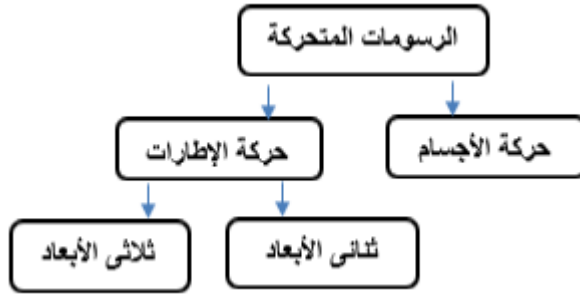 الرسومات المتحركة
حركة الأجسام
حركة الإطارات
ثنائى الأبعاد
ثلاثى الأبعاد